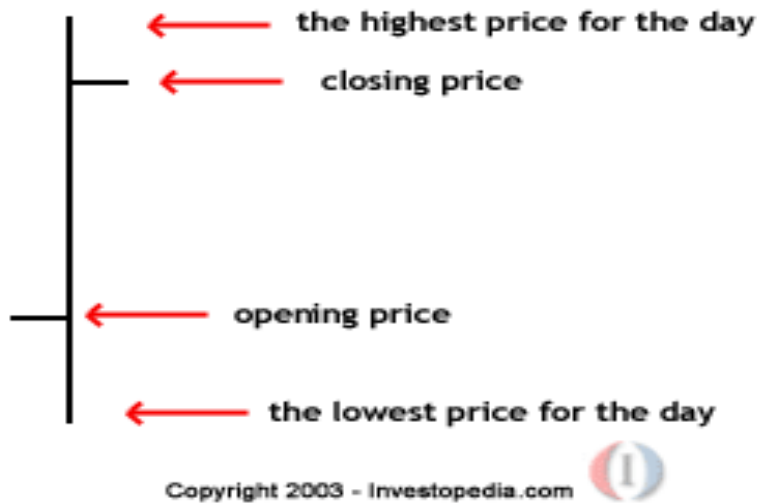 the highest price for the day
closing price
opening price
the lowest price for the day
I
Copyright 2003 - Investopedia.com